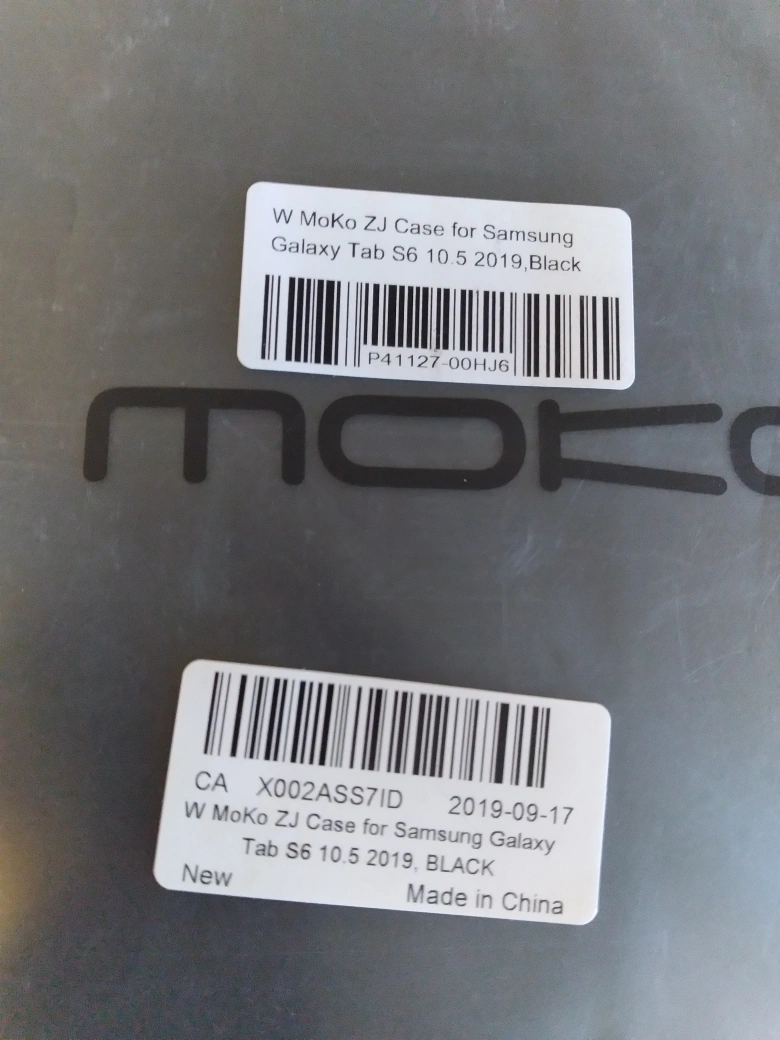 W MoKo ZJ Case for Samsung
Galaxy Tab S6 10.5 2019,Black
P41127-00HJ6
moko
CA X002ASS7ID 2019-09-17
W MoKo ZJ Case for Samsung Galaxy
Tab S6 10.5 2019, BLACK
New Made in China